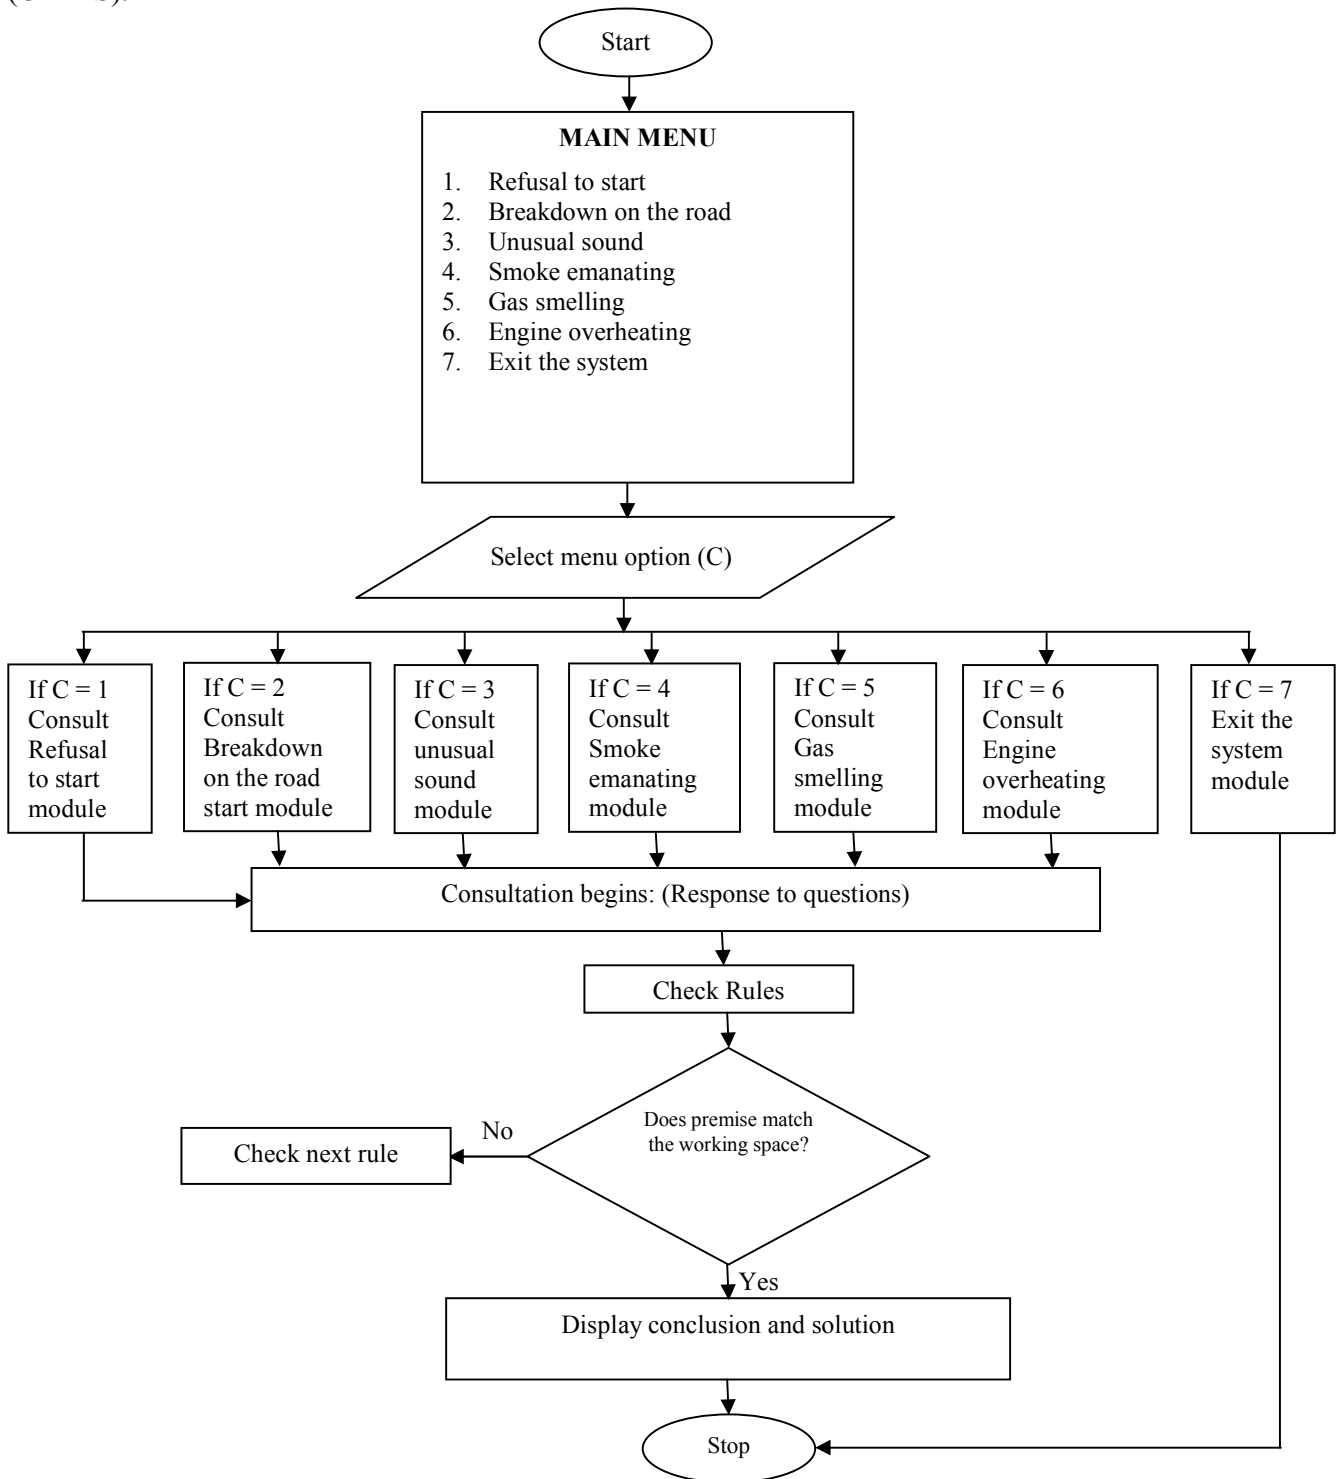 Start
MAIN MENU
1. Refusal to start
2. Breakdown on the road
3. Unusual sound
4. Smoke emanating
5. Gas smelling
6. Engine overheating
7. Exit the system
Select menu option (C)
If C = 1
Consult
Refusal
to start
module
If C = 2
Consult
Breakdown
on the road
start module
If C = 3
Consult
unusual
sound
module
If C = 4
Consult
Smoke
emanating
module
If C = 5
Consult
Gas
smelling
module
If C = 6
Consult
Engine
overheating
module
If C = 7
Exit the
system
module
Consultation begins: (Response to questions)
Check Rules
Does premise match
the working space?
No
Check next rule
Yes
Display conclusion and solution
Stop